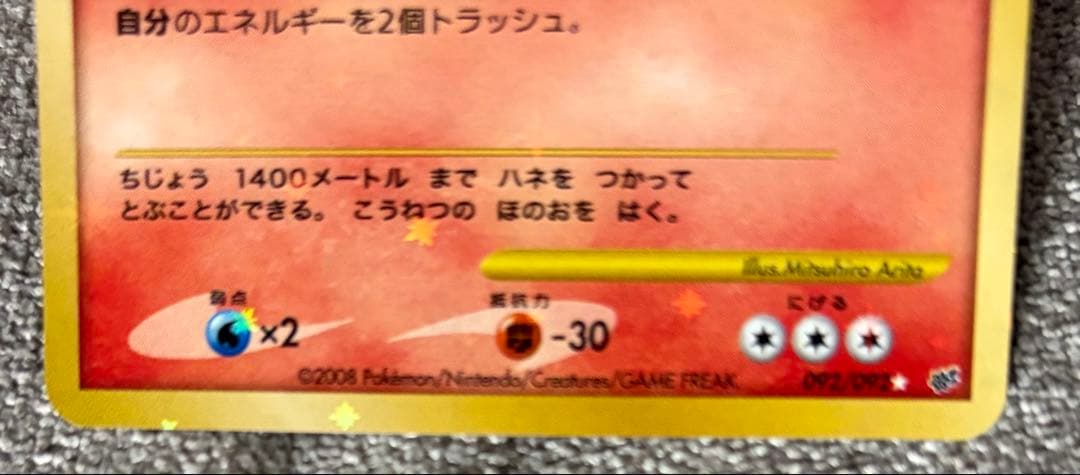 自分のエネルギーを2個トラッシュ。
ちじょう 1400メートル まで ハネを つかって
とぶことができる。 こうねつの ほのおを はく。
Illus. Mitsuhiro Arita
弱点 抵抗力 にげる
×2 -30
©2008 Pokémon/Nintendo/Creatures/GAME FREAK. 092/092